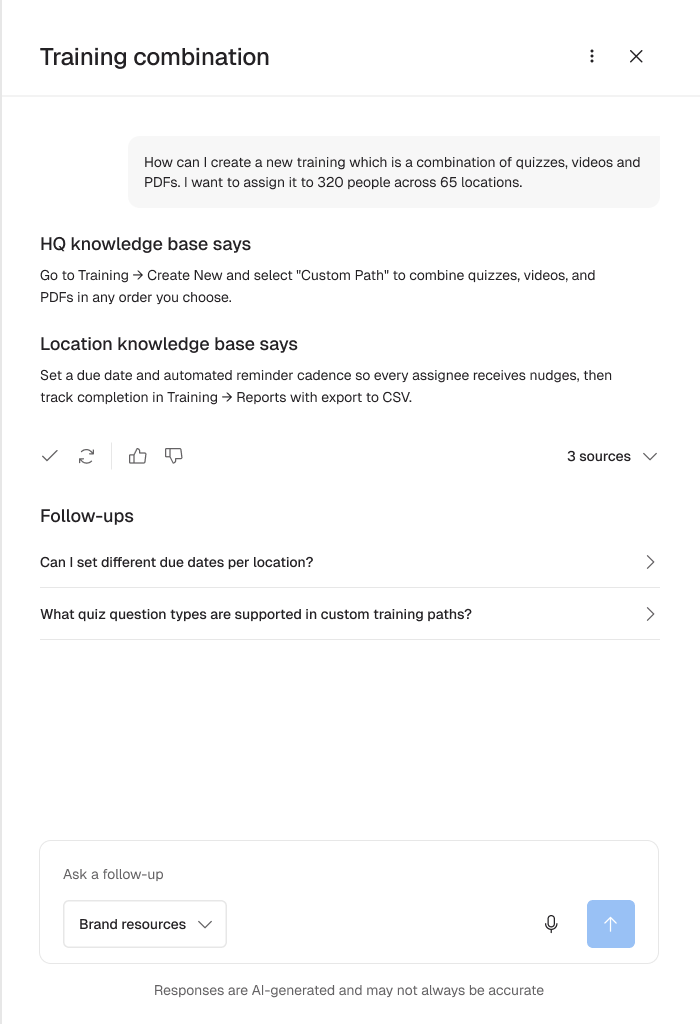 Training combination
How can I create a new training which is a combination of quizzes, videos and
PDFs. I want to assign it to 320 people across 65 locations.
HQ knowledge base says
Go to Training → Create New and select "Custom Path" to combine quizzes, videos, and
PDFs in any order you choose.
Location knowledge base says
Set a due date and automated reminder cadence so every assignee receives nudges, then
track completion in Training → Reports with export to CSV.
3 sources
Follow-ups
Can I set different due dates per location?
What quiz question types are supported in custom training paths?
Ask a follow-up
Brand resources
Responses are AI-generated and may not always be accurate